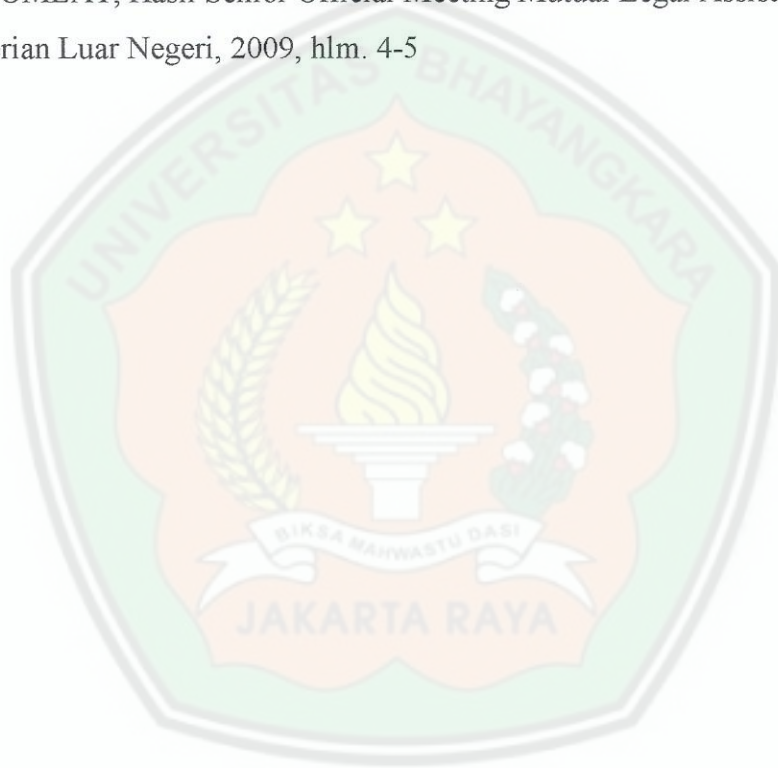 Hasil Senior Official Meeting Mutual Legal
rian Luar Negeri, 2009, hlm. 4-5
UNIVERSITAS BHAYANGKARA
BIKSA MAHWASTU DASI
JAKARTA RAYA